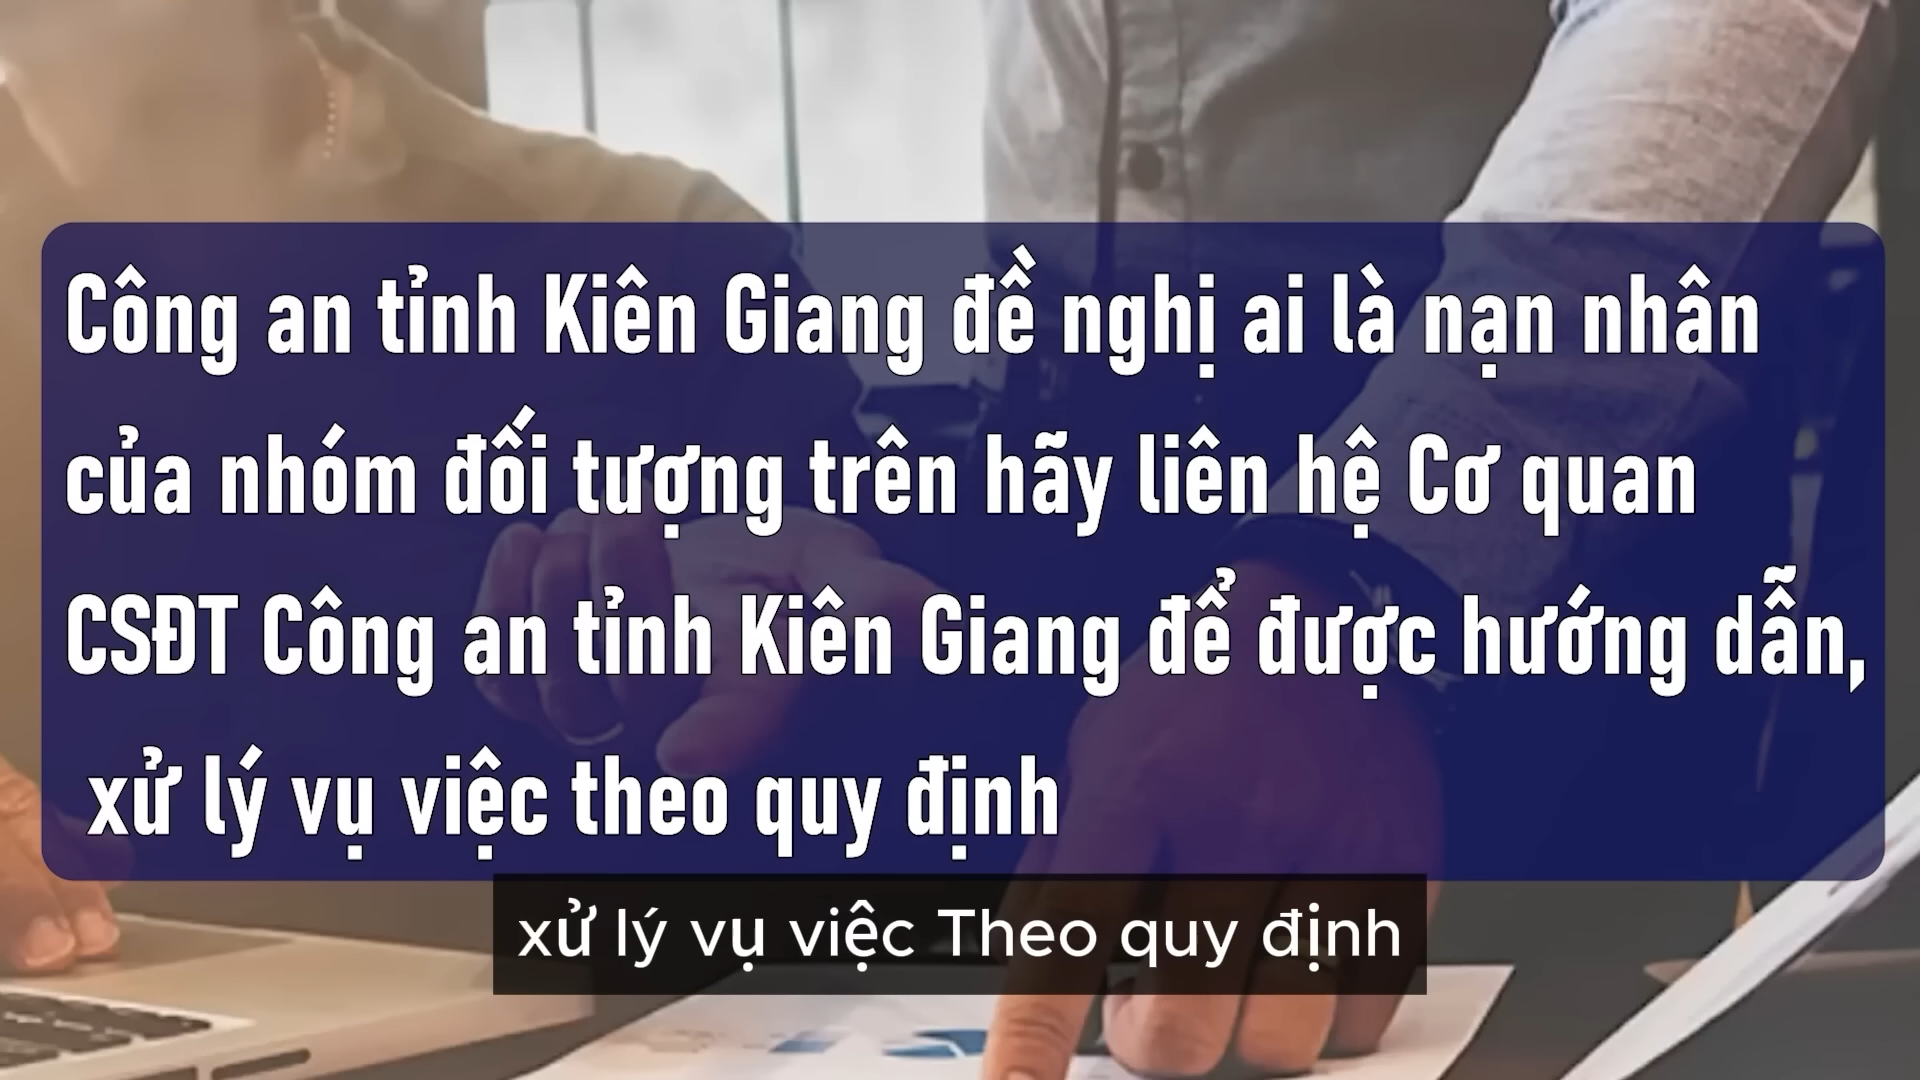 Công an tỉnh Kiên Giang đề nghị ai là nạn nhân
của nhóm đối tượng trên hãy liên hệ Cơ quan
CSĐT Công an tỉnh Kiên Giang để được hướng dẫn,
xử lý vụ việc theo quy định
xử lý vụ việc Theo quy định